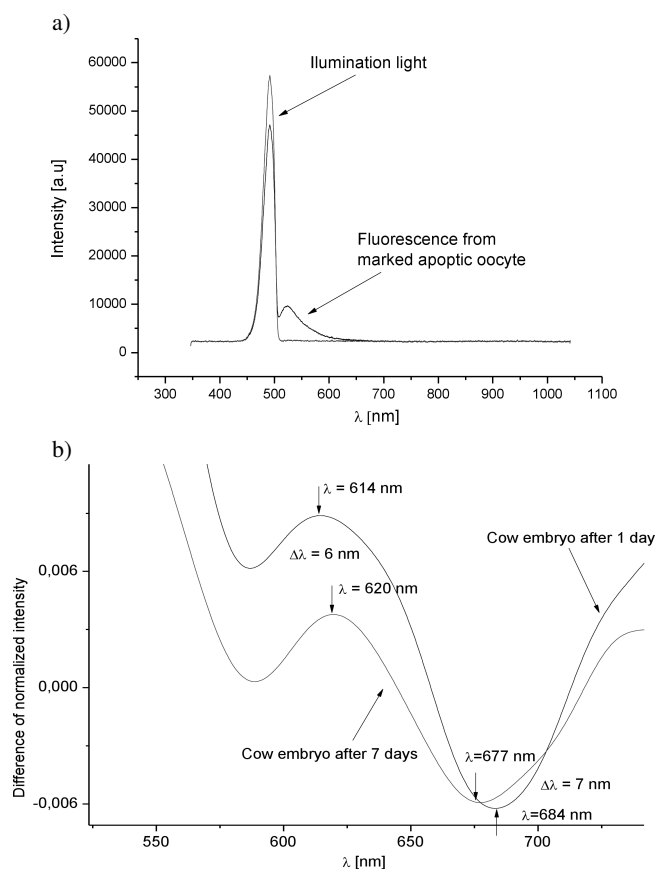 a)
Ilumination light
60000
50000
40000
30000
20000
10000
0
Intensity [a.u]
Fluorescence from
marked apoptic oocyte
300 400 500 600 700 800 900 1000 1100
λ [nm]
b)
λ = 614 nm
Cow embryo after 1 day
Δλ = 6 nm
0,006
λ = 620 nm
0,000
Difference of normalized intensity
Cow embryo after 7 days
λ=677 nm
Δλ = 7 nm
-0,006
λ=684 nm
550 600 650 700
λ [nm]